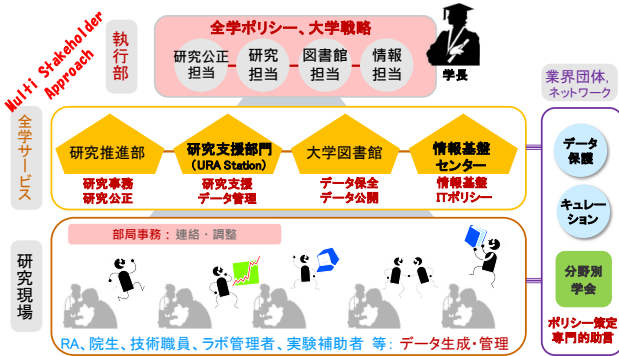 Multi Stakeholder
Approach
執行部
全学ポリシー、大学戦略
研究公正
担当
研究
担当
図書館
担当
情報
担当
学長
業界団体,
ネットワーク
全学サービス
研究推進部
研究支援部門
(URA Station)
大学図書館
情報基盤
センター
研究事務
研究公正
研究支援
データ管理
データ保全
データ公開
情報基盤
ITポリシー
データ
保護
キュレー
ション
分野別
学会
ポリシー策定
専門的助言
研究現場
部局事務：連絡・調整
RA、院生、技術職員、ラボ管理者、実験補助者 等: データ生成・管理